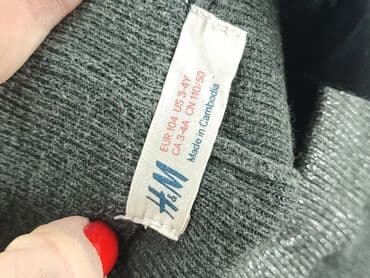 EUR 104 US 3-4Y
CA 3-4A CN 110/50
Made in Cambodia
H&M